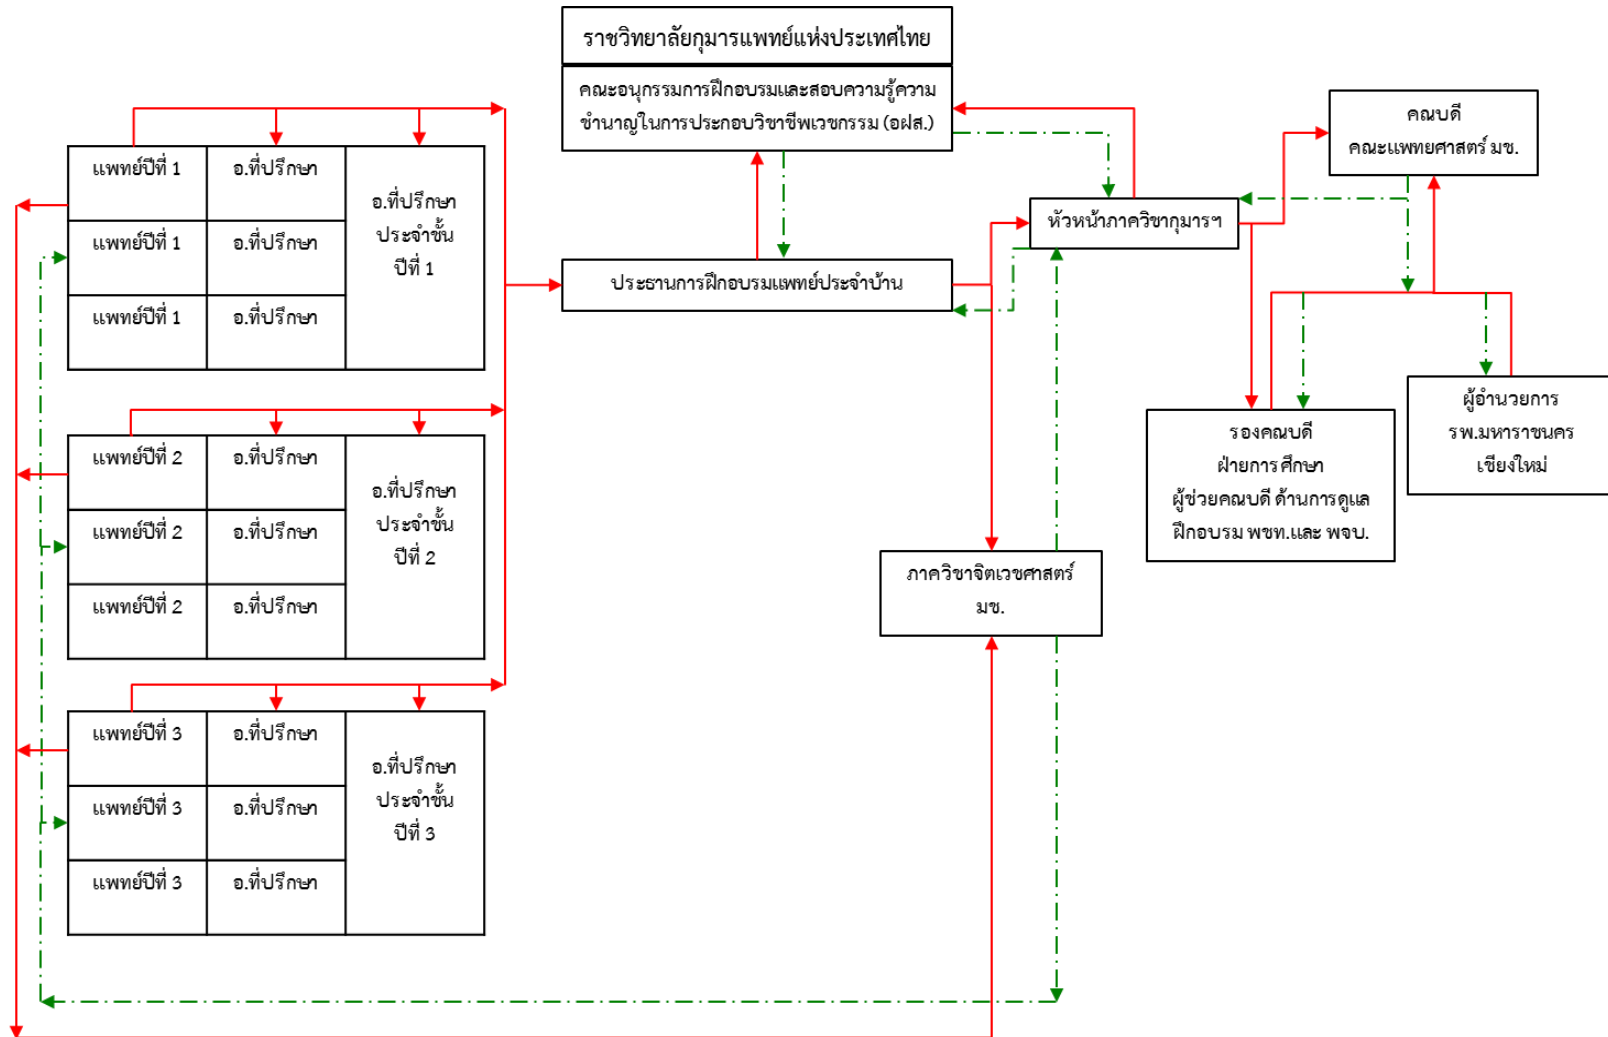 ราชวิทยาลัยกุมารแพทย์แห่งประเทศไทย
คณะอนุกรรมการฝึกอบรมและสอบความรู้ความ
ชำนาญในการประกอบวิชาชีพเวชกรรม (อฝส.)
คณบดี
คณะแพทยศาสตร์ มช.
หัวหน้าภาควิชากุมารฯ
ประธานการฝึกอบรมแพทย์ประจำบ้าน
แพทย์ปีที่ 1
อ.ที่ปรึกษา
อ.ที่ปรึกษา
ประจำชั้น
ปีที่ 1
แพทย์ปีที่ 1
อ.ที่ปรึกษา
แพทย์ปีที่ 1
อ.ที่ปรึกษา
ผู้อำนวยการ
รพ.มหาราชนคร
เชียงใหม่
รองคณบดี
ฝ่ายการศึกษา
ผู้ช่วยคณบดี ด้านการดูแล
ฝึกอบรม พชท.และ พจบ.
แพทย์ปีที่ 2
อ.ที่ปรึกษา
อ.ที่ปรึกษา
ประจำชั้น
ปีที่ 2
แพทย์ปีที่ 2
อ.ที่ปรึกษา
แพทย์ปีที่ 2
อ.ที่ปรึกษา
ภาควิชาจิตเวชศาสตร์
มช.
แพทย์ปีที่ 3
อ.ที่ปรึกษา
อ.ที่ปรึกษา
ประจำชั้น
ปีที่ 3
แพทย์ปีที่ 3
อ.ที่ปรึกษา
แพทย์ปีที่ 3
อ.ที่ปรึกษา